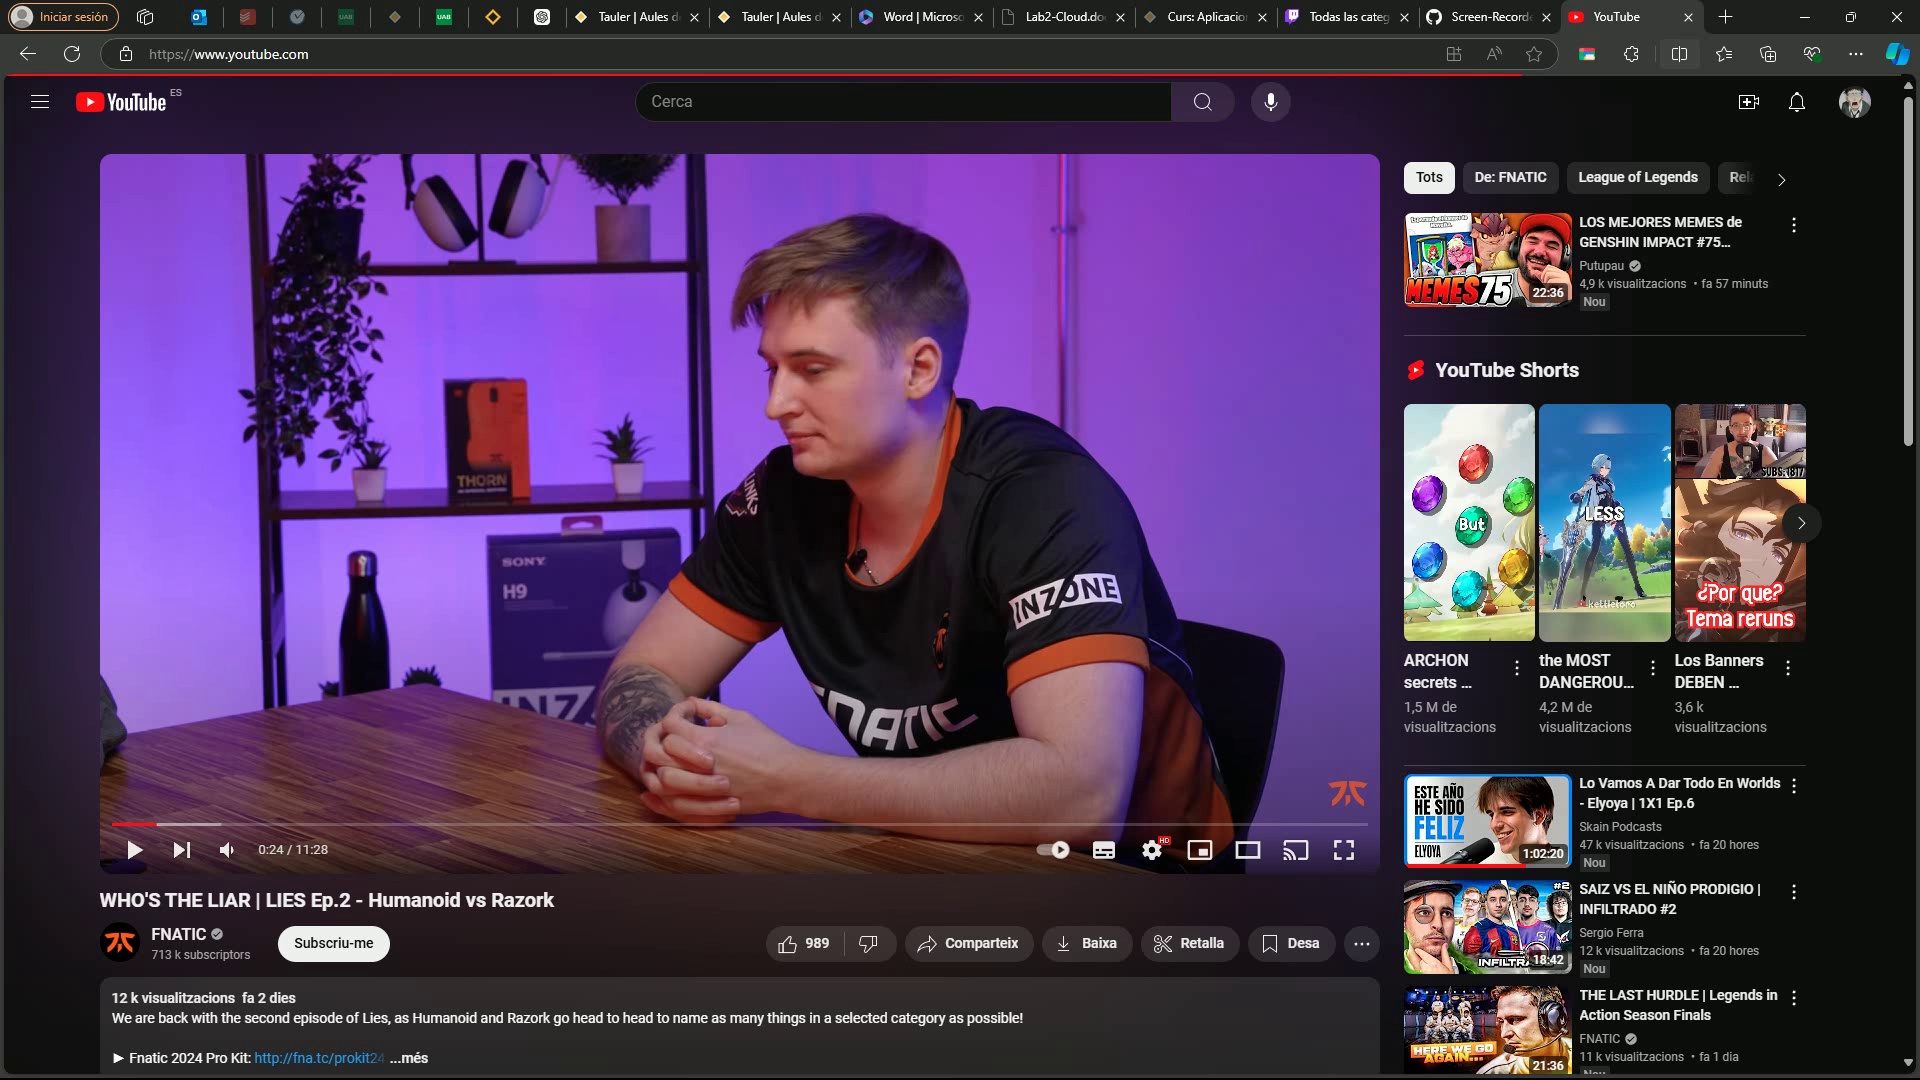 Iniciar sesión
Tauler | Aules d
Tauler | Aules d
Word | Micros
Lab2-Cloud.do
Curs: Aplicacio
Todas las categ
Screen-Record
YouTube
https://www.youtube.com
YouTube ES
Cerca
Tots
De: FNATIC
League of Legends
Rel
THORN
SONY
H9
INZONE
FNATIC
0:24 / 11:28
HD
WHO'S THE LIAR | LIES Ep.2 - Humanoid vs Razork
FNATIC
713 k subscriptors
Subscriu-me
989
Comparteix
Baixa
Retalla
Desa
12 k visualitzacions fa 2 dies
We are back with the second episode of Lies, as Humanoid and Razork go head to head to name as many things in a selected category as possible!
► Fnatic 2024 Pro Kit: http://fna.tc/prokit24 ...més
MEMES75
22:36
LOS MEJORES MEMES de
GENSHIN IMPACT #75...
Putupau
4,9 k visualitzacions • fa 57 minuts
Nou
YouTube Shorts
But
LESS
kettletone
SUBS:1817
¿Por que?
Tema reruns
ARCHON
secrets ...
1,5 M de
visualitzacions
the MOST
DANGEROU...
4,2 M de
visualitzacions
Los Banners
DEBEN ...
3,6 k
visualitzacions
ESTE AÑO
HE SIDO
FELIZ
ELYOYA
1:02:20
Lo Vamos A Dar Todo En Worlds
- Elyoya | 1X1 Ep.6
Skain Podcasts
47 k visualitzacions • fa 20 hores
Nou
#2
INFILTR
18:42
SAIZ VS EL NIÑO PRODIGIO |
INFILTRADO #2
Sergio Ferra
12 k visualitzacions • fa 20 hores
Nou
HERE WE GO
AGAIN...
21:36
THE LAST HURDLE | Legends in
Action Season Finals
FNATIC
11 k visualitzacions • fa 1 dia
Nou